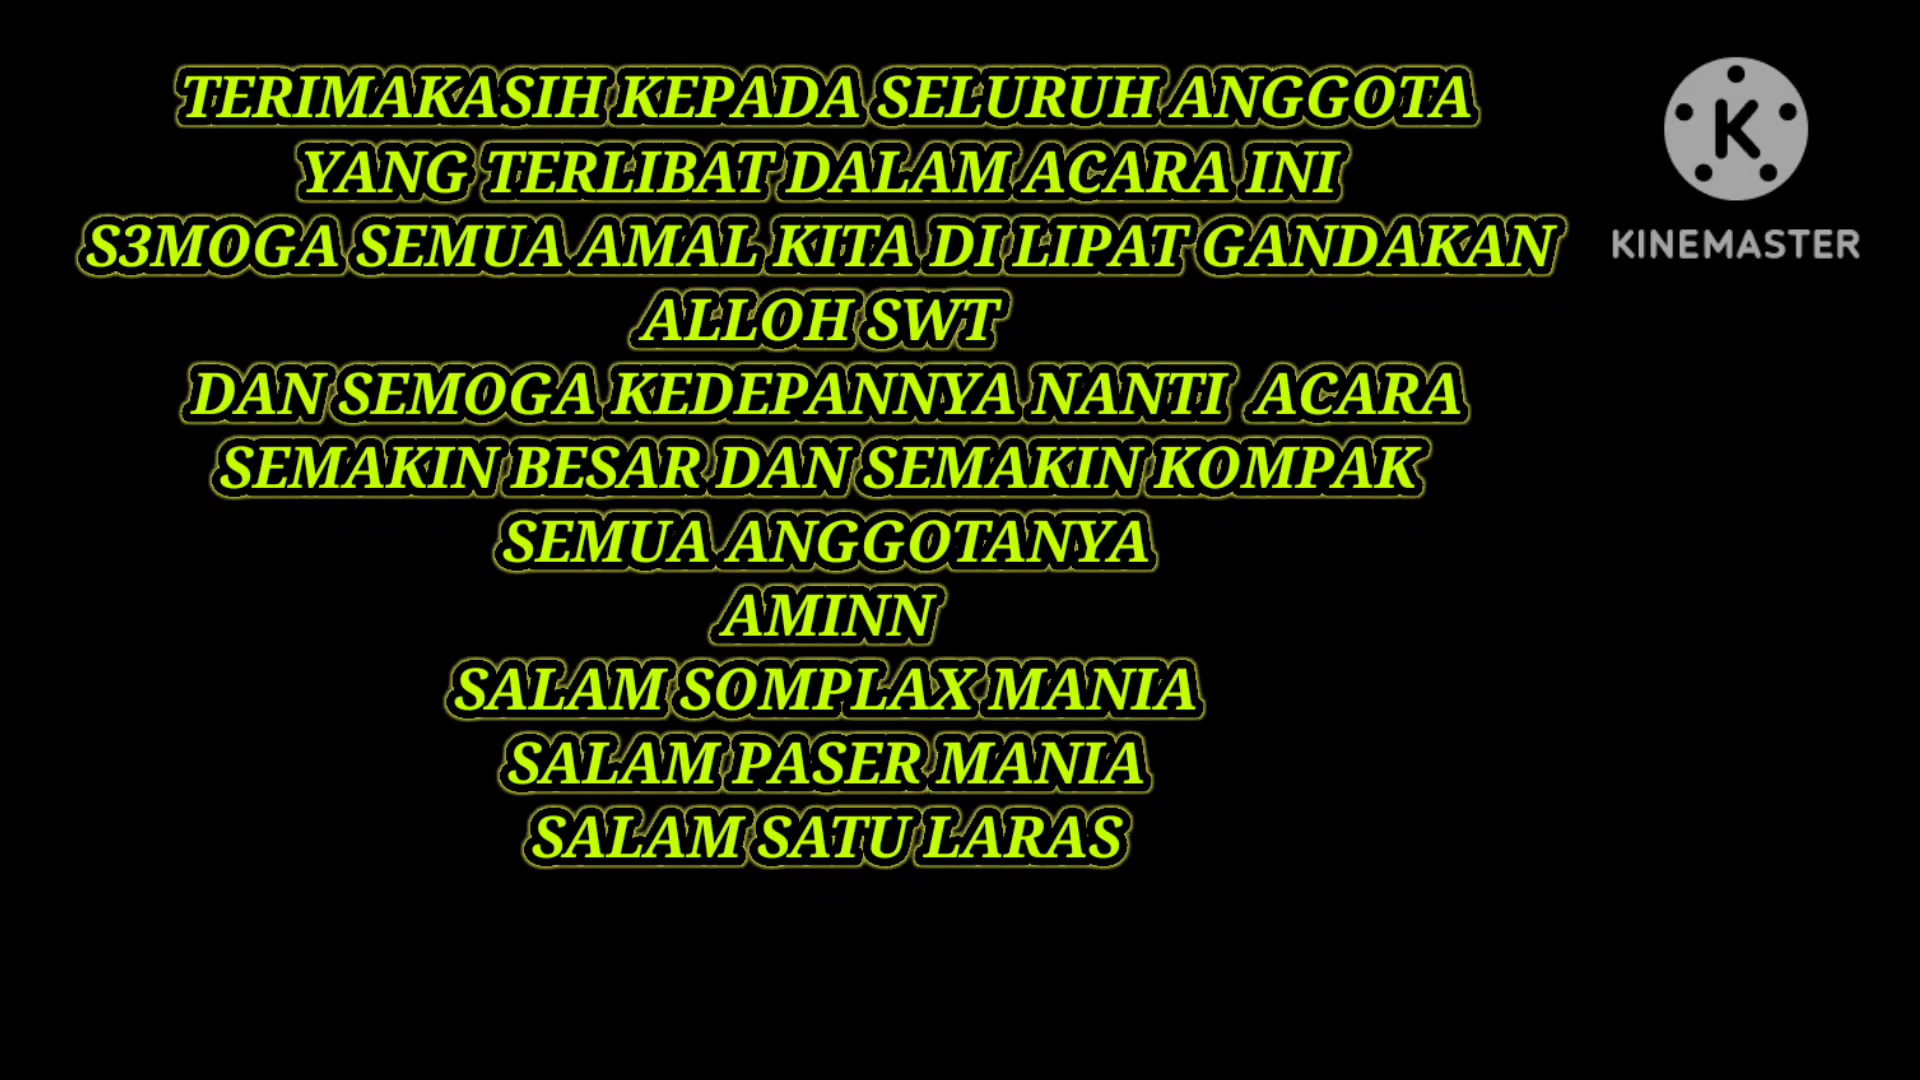 TERIMAKASIH KEPADA SELURUH ANGGOTA
YANG TERLIBAT DALAM ACARA INI
S3MOGA SEMUA AMAL KITA DI LIPAT GANDAKAN
ALLOH SWT
DAN SEMOGA KEDEPANNYA NANTI ACARA
SEMAKIN BESAR DAN SEMAKIN KOMPAK
SEMUA ANGGOTANYA
AMINN
SALAM SOMPLAX MANIA
SALAM PASER MANIA
SALAM SATU LARAS
K
KINEMASTER